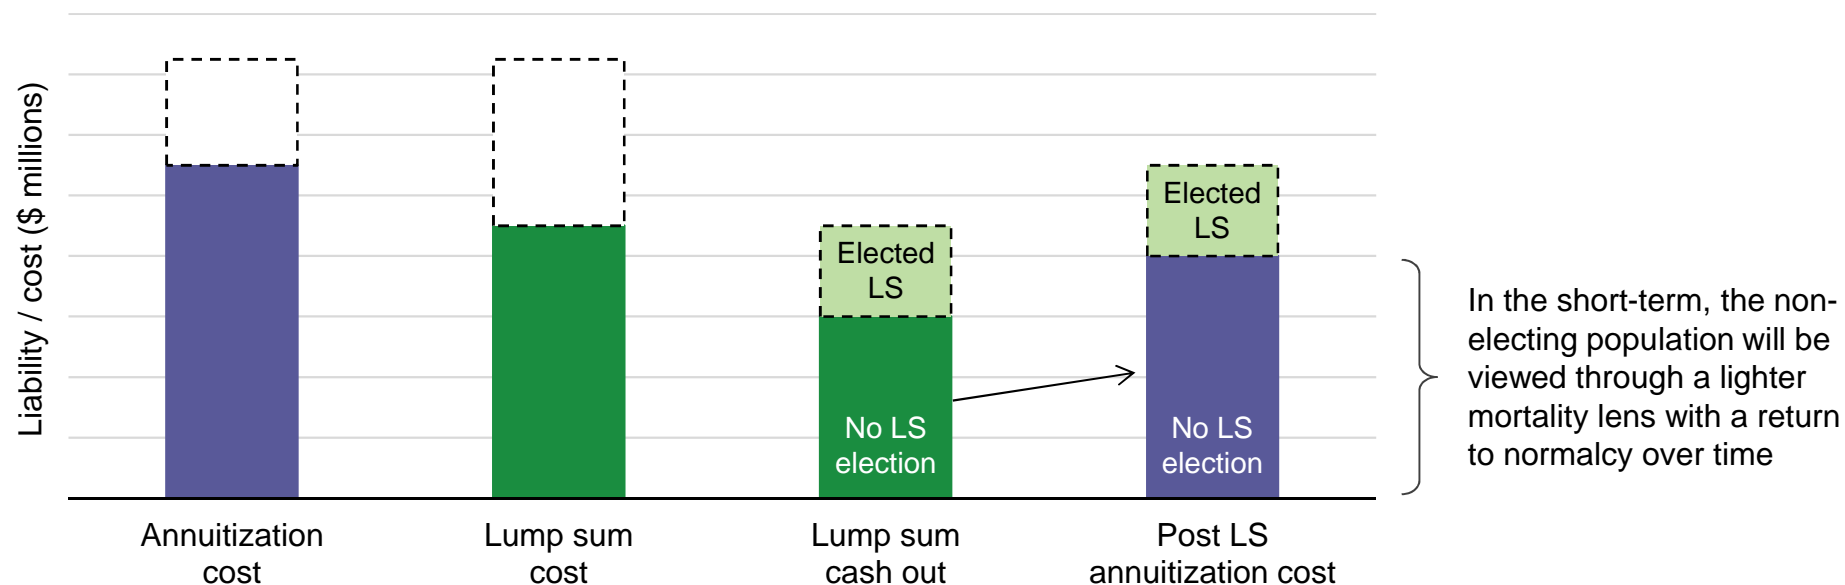 Liability / cost ($ millions)
Elected
LS
No LS
election
Elected
LS
No LS
election
In the short-term, the non-
electing population will be
viewed through a lighter
mortality lens with a return
to normalcy over time
Annuitization
cost
Lump sum
cost
Lump sum
cash out
Post LS
annuitization cost